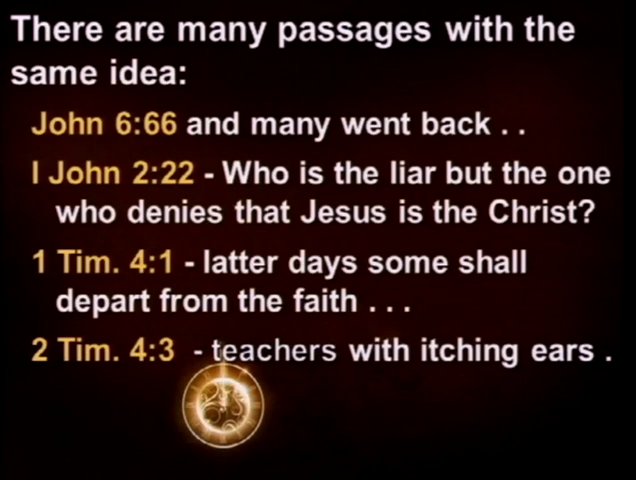 There are many passages with the
same idea:
John 6:66 and many went back . .
I John 2:22 - Who is the liar but the one
who denies that Jesus is the Christ?
1 Tim. 4:1 - latter days some shall
depart from the faith . . .
2 Tim. 4:3 - teachers with itching ears .